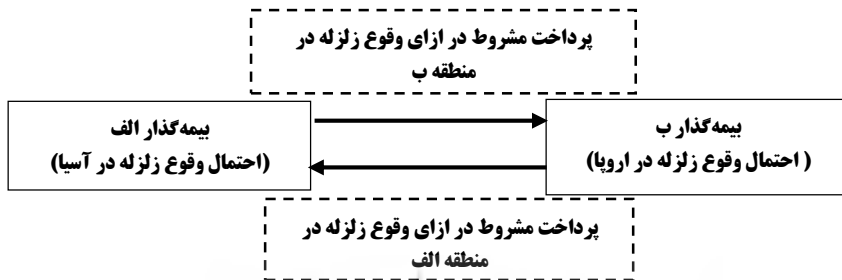 پرداخت مشروط در ازای وقوع زلزله در
منطقه ب
بیمه‌گذار ب
( احتمال وقوع زلزله در اروپا)
بیمه‌گذار الف
(احتمال وقوع زلزله در آسیا)
پرداخت مشروط در ازای وقوع زلزله در
منطقه الف